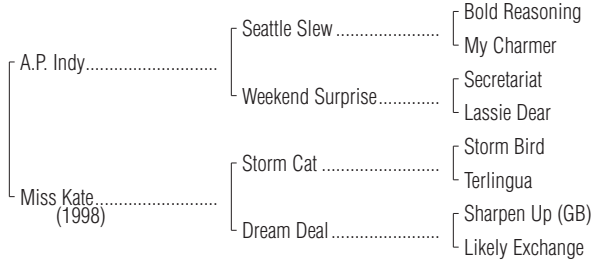 Bold Reasoning
Seattle Slew
My Charmer
A.P. Indy
Secretariat
Weekend Surprise
Lassie Dear
Storm Bird
Storm Cat
Terlingua
Miss Kate
(1998)
Sharpen Up (GB)
Dream Deal
Likely Exchange